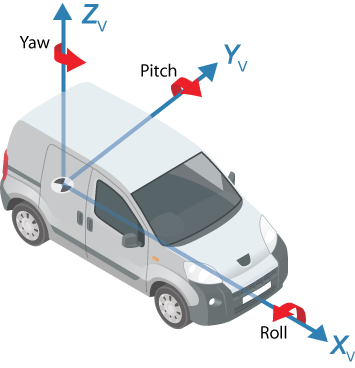 Z_V
Yaw
Y_V
Pitch
Roll
X_V